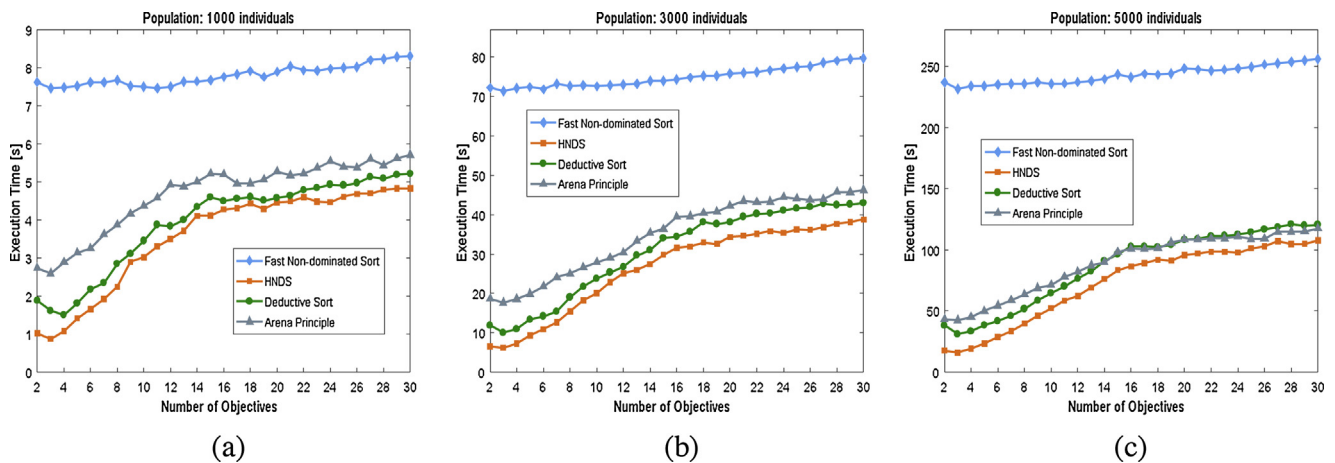 Population: 1000 individuals
9
8
7
6
5
4
3
2
1
0
Execution Time [s]
Fast Non-dominated Sort
HNDS
Deductive Sort
Arena Principle
2 4 6 8 10 12 14 16 18 20 22 24 26 28 30
Number of Objectives
(a)
Population: 3000 individuals
80
70
60
50
40
30
20
10
0
Execution Time [s]
Fast Non-dominated Sort
HNDS
Deductive Sort
Arena Principle
2 4 6 8 10 12 14 16 18 20 22 24 26 28 30
Number of Objectives
(b)
Population: 5000 individuals
250
200
150
100
50
0
Execution Time [s]
Fast Non-dominated Sort
HNDS
Deductive Sort
Arena Principle
2 4 6 8 10 12 14 16 18 20 22 24 26 28 30
Number of Objectives
(c)